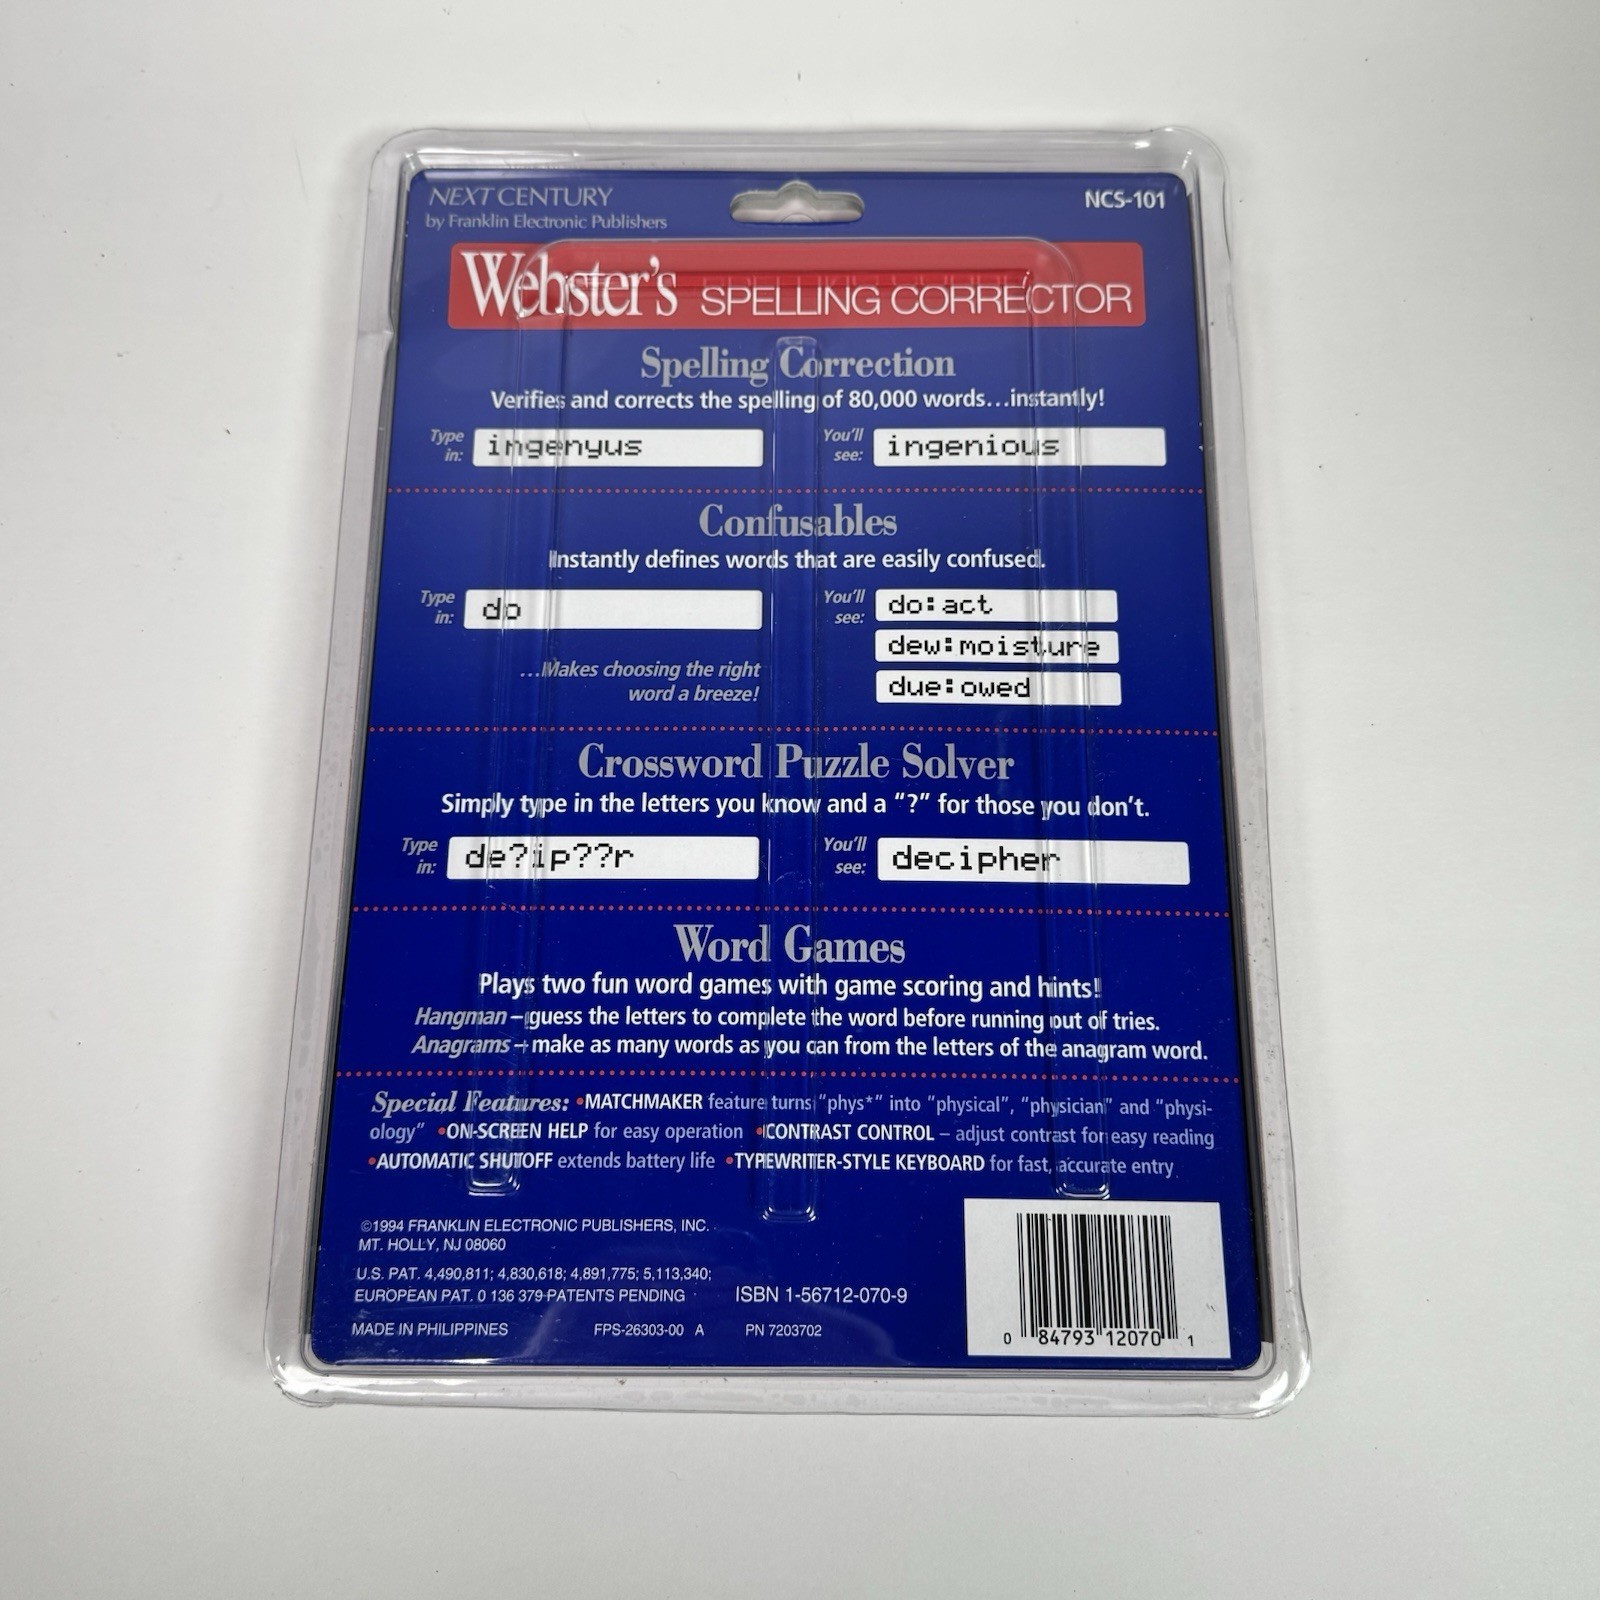 NEXT CENTURY
by Franklin Electronic Publishers
NCS-101
Webster's SPELLING CORRECTOR
Spelling Correction
Verifies and corrects the spelling of 80,000 words...instantly!
Type in:
ingenyus
You'll see:
ingenious
Confusables
Instantly defines words that are easily confused.
Type in:
do
You'll see:
do:act
dew:moisture
due:owed
...Makes choosing the right
word a breeze!
Crossword Puzzle Solver
Simply type in the letters you know and a "?" for those you don't.
Type in:
de?ip??r
You'll see:
decipher
Word Games
Plays two fun word games with game scoring and hints!
Hangman – guess the letters to complete the word before running out of tries.
Anagrams – make as many words as you can from the letters of the anagram word.
Special Features: •MATCHMAKER feature turns "phys*" into "physical", "physician" and "physi-
ology" •ON-SCREEN HELP for easy operation •CONTRAST CONTROL – adjust contrast for easy reading
•AUTOMATIC SHUTOFF extends battery life •TYPEWRITER-STYLE KEYBOARD for fast, accurate entry
©1994 FRANKLIN ELECTRONIC PUBLISHERS, INC.
MT. HOLLY, NJ 08060
U.S. PAT. 4,490,811; 4,830,618; 4,891,775; 5,113,340;
EUROPEAN PAT. 0 136 379 PATENTS PENDING
ISBN 1-56712-070-9
MADE IN PHILIPPINES
FPS-26303-00 A
PN 7203702
0 84793 12070 1